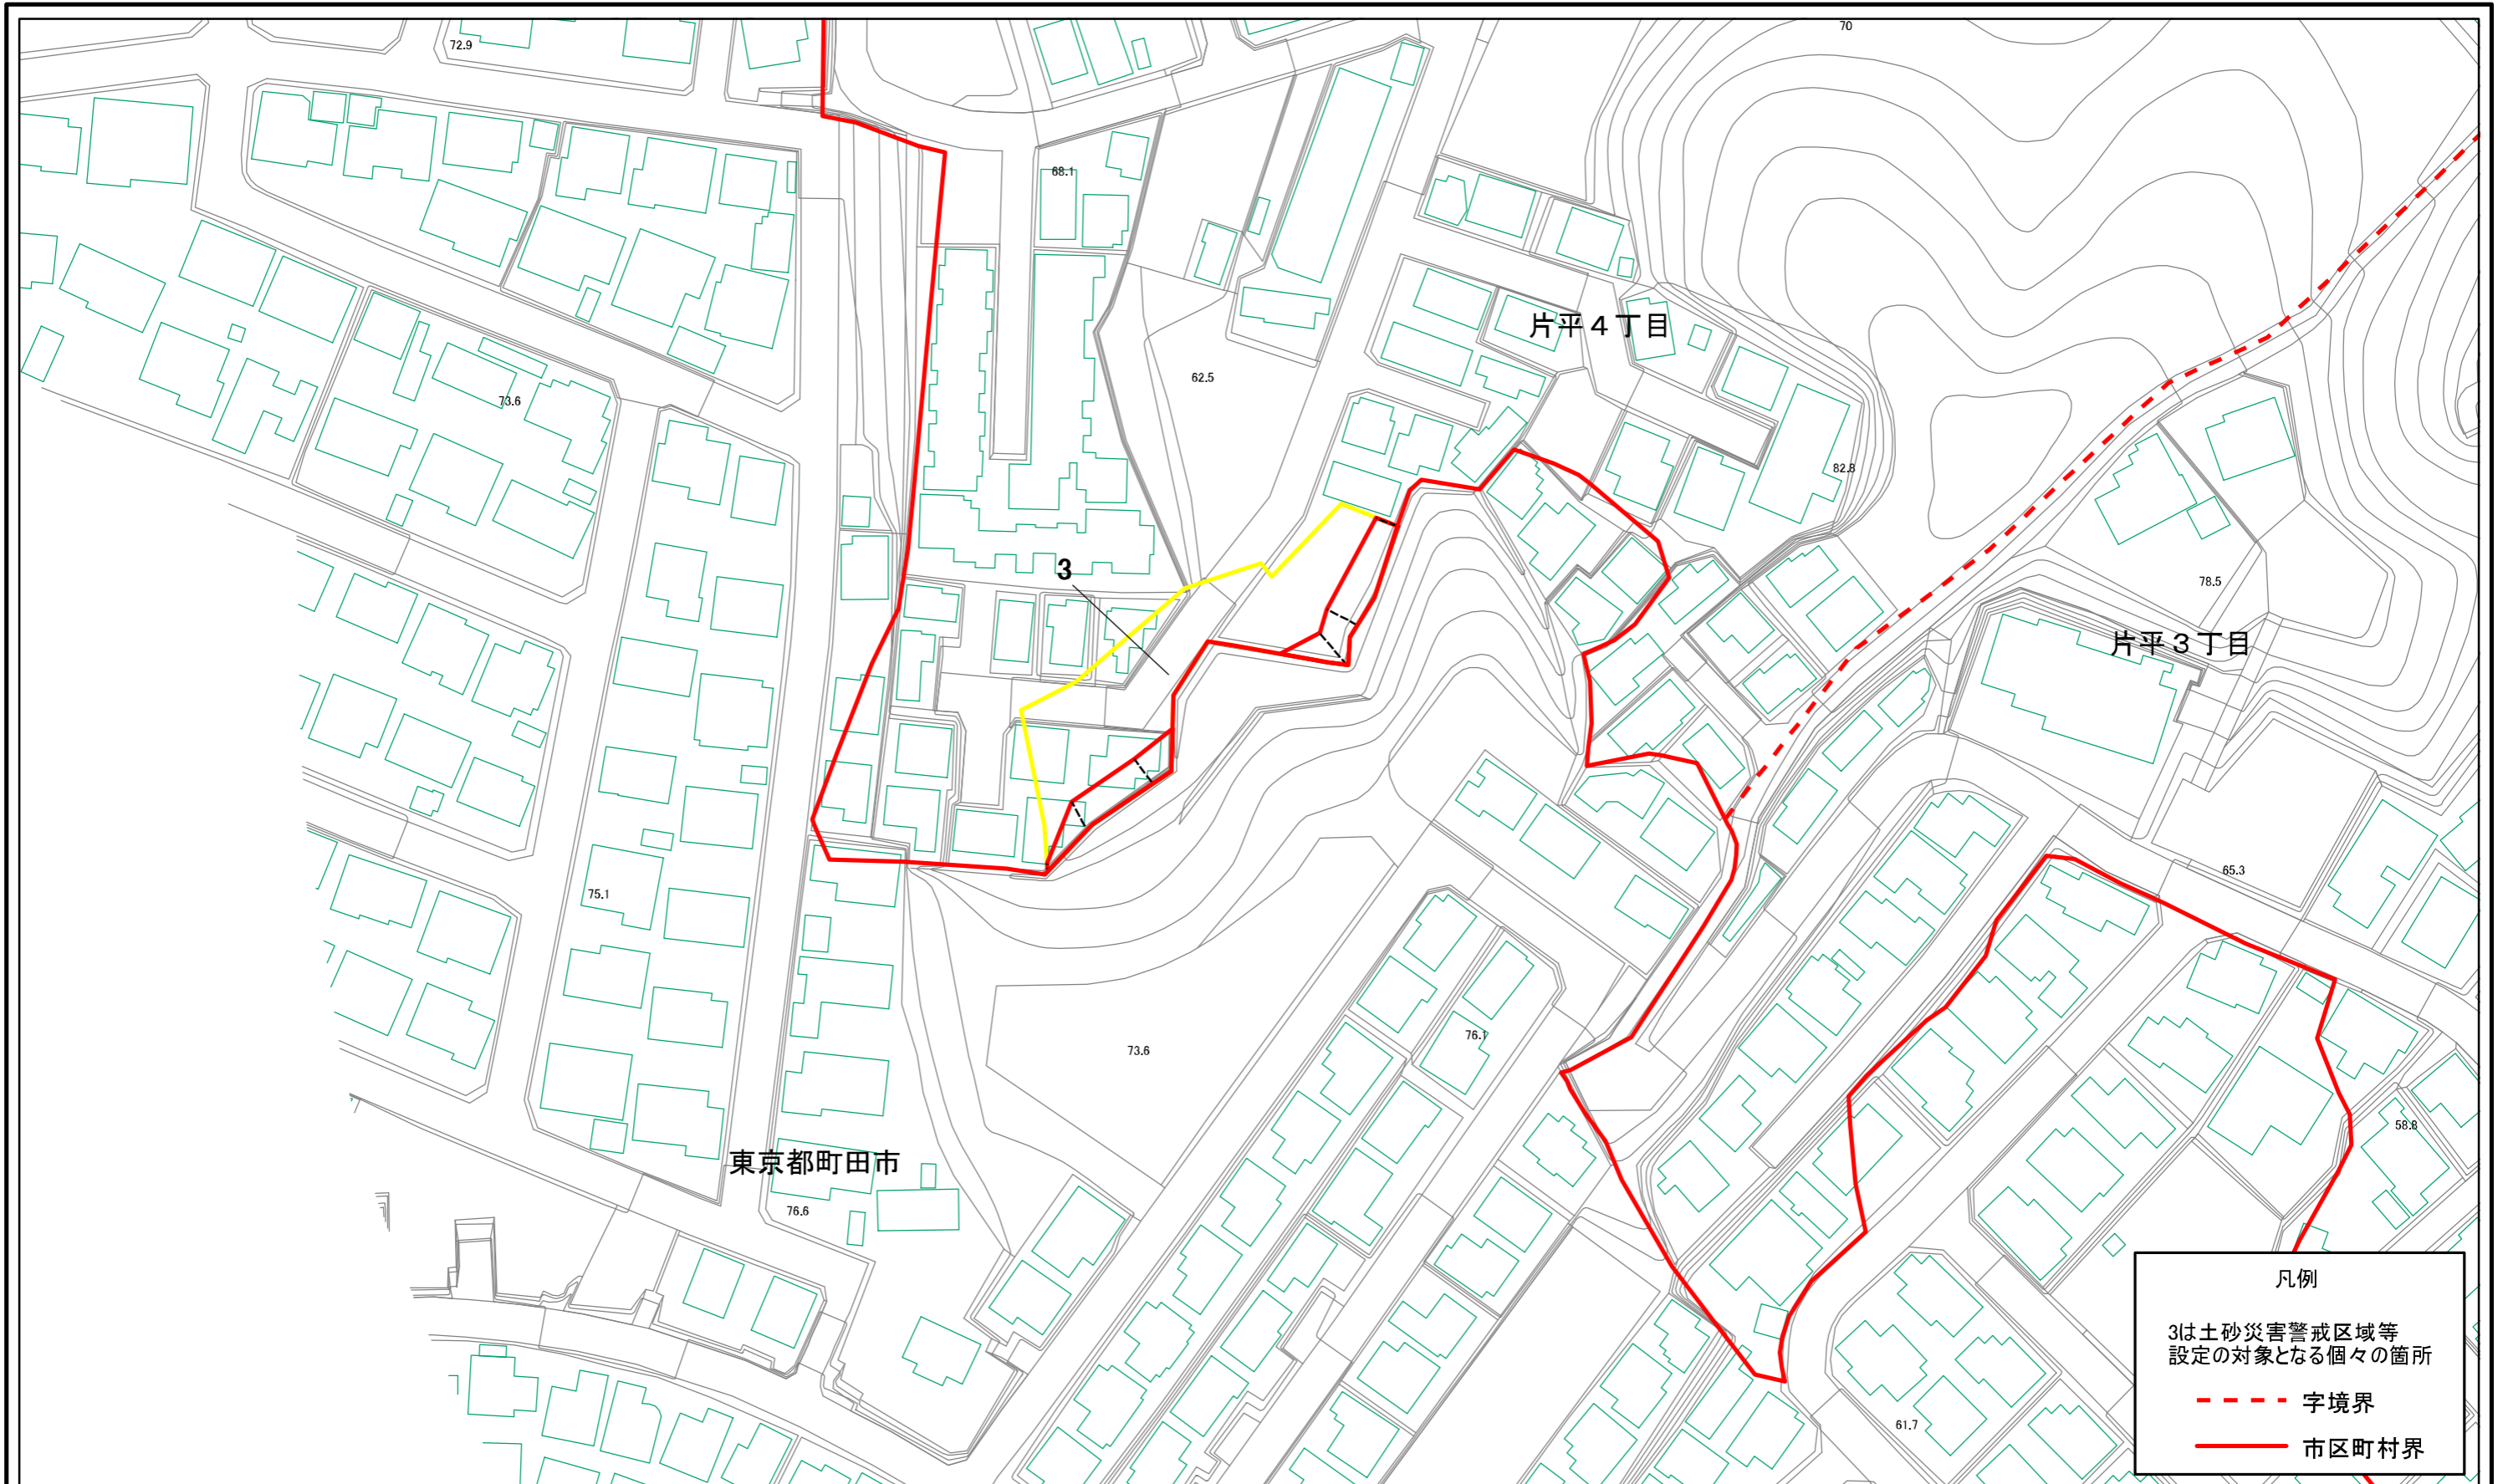 70
72.9
68.1
片平４丁目
62.5
73.6
82.8
3
78.5
片平３丁目
65.3
75.1
76.1
73.6
58.8
東京都町田市
76.6
凡例
3は土砂災害警戒区域等
設定の対象となる個々の箇所
字境界
61.7
市区町村界